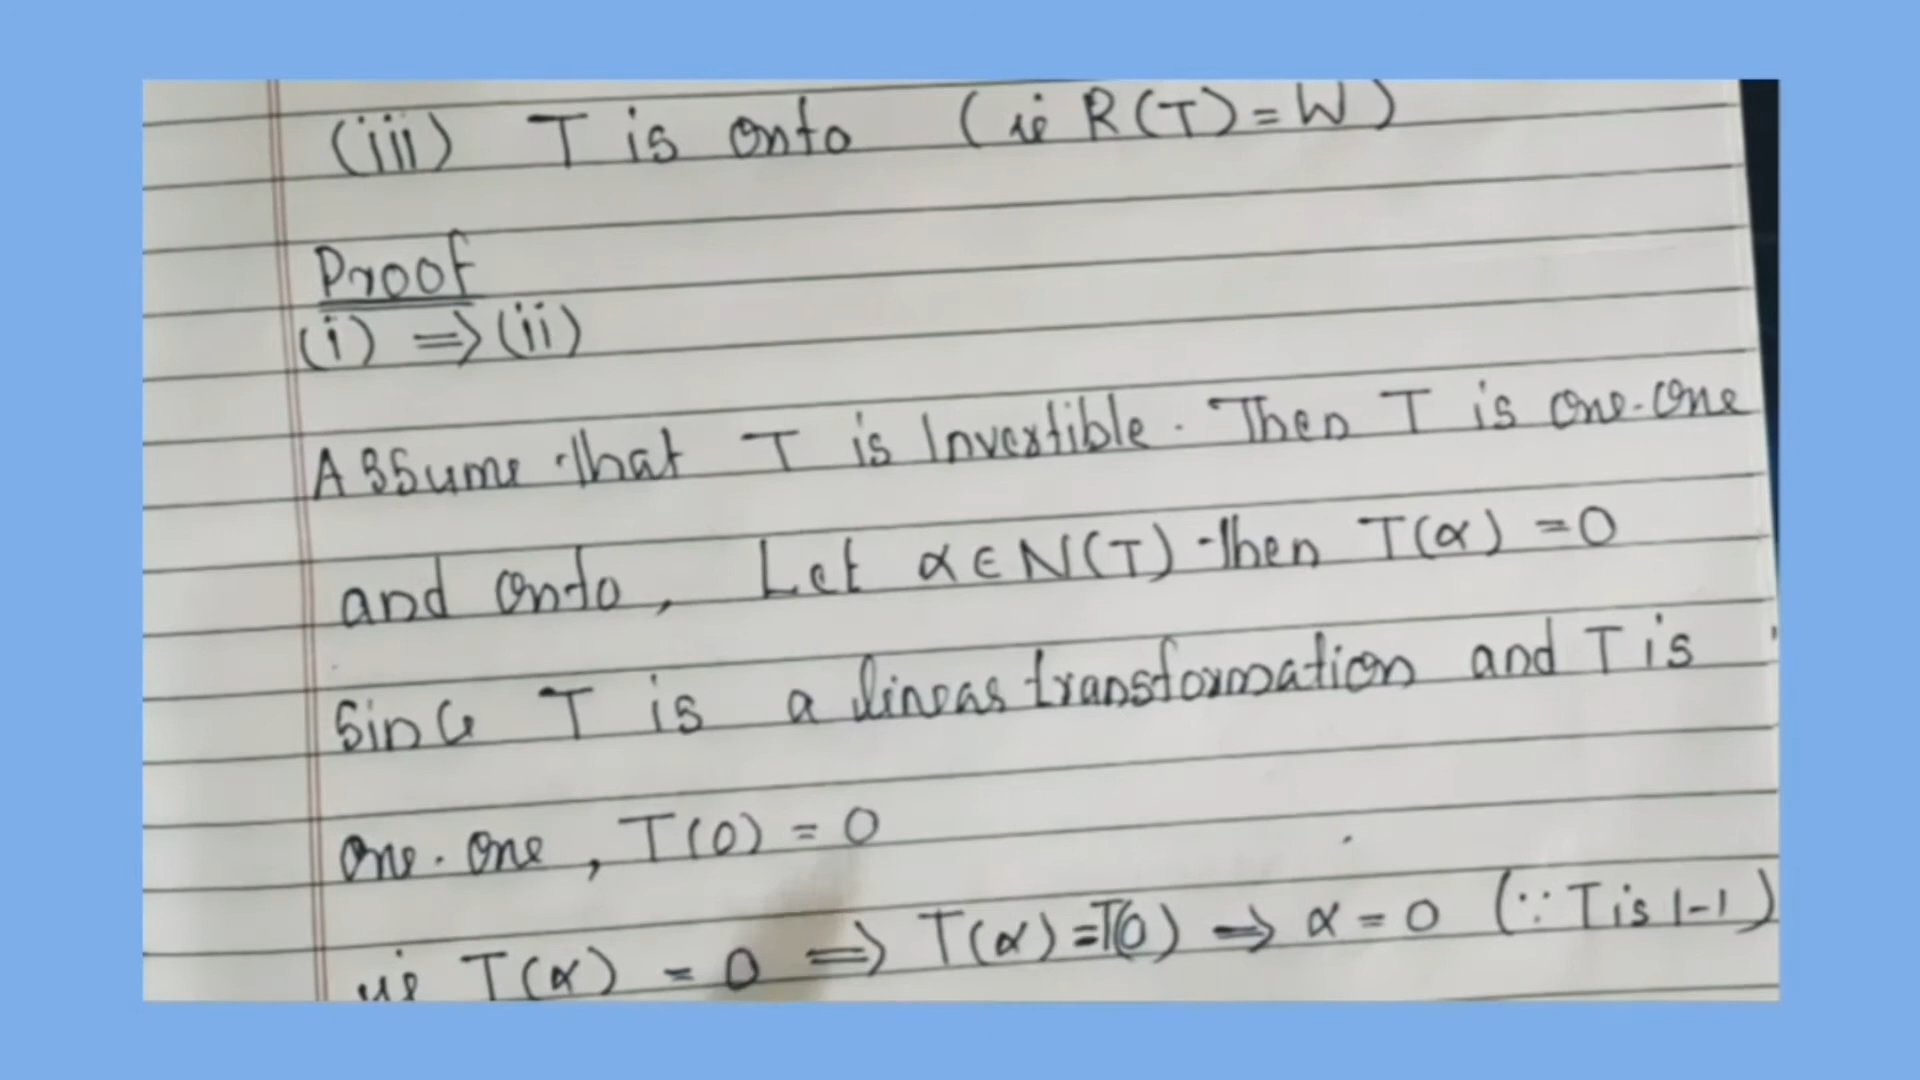 (iii) T is onto (ie R(T)=W)
Proof
(i) ⇒ (ii)
Assume that T is Invertible. Then T is one-one
and onto, Let α∈N(T) then T(α) = 0
Since T is a linear transformation and T is
one-one, T(0) = 0
ie T(α) = 0 ⇒ T(α)=T(0) ⇒ α = 0 (∵ T is 1-1)